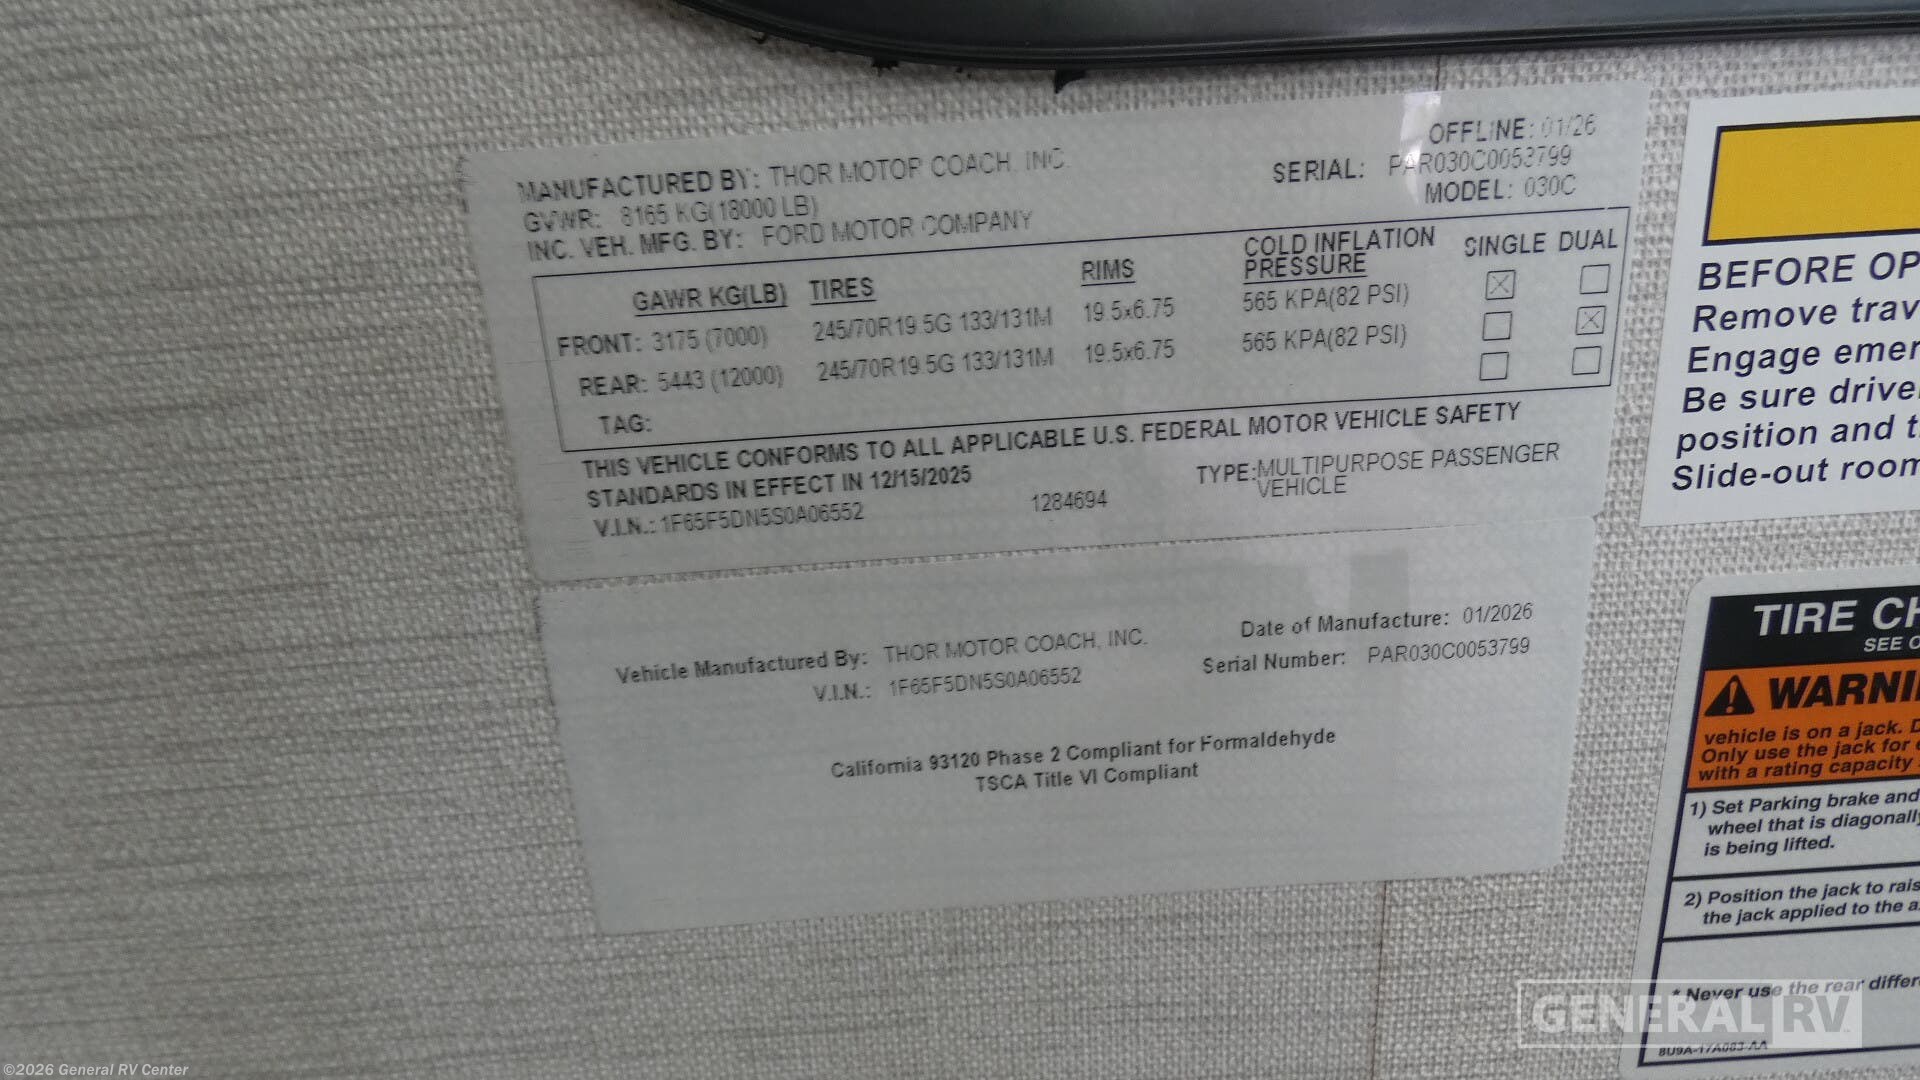 OFFLINE: 01/26
MANUFACTURED BY: THOR MOTOR COACH, INC.
SERIAL: PAR030C0053799
GVWR: 8165 KG(18000 LB)
MODEL: 030C
INC. VEH. MFG. BY: FORD MOTOR COMPANY
GAWR KG(LB) TIRES RIMS COLD INFLATION PRESSURE SINGLE DUAL
FRONT: 3175 (7000) 245/70R19.5G 133/131M 19.5x6.75 565 KPA(82 PSI)
REAR: 5443 (12000) 245/70R19.5G 133/131M 19.5x6.75 565 KPA(82 PSI)
TAG:
THIS VEHICLE CONFORMS TO ALL APPLICABLE U.S. FEDERAL MOTOR VEHICLE SAFETY
STANDARDS IN EFFECT IN 12/15/2025
TYPE:MULTIPURPOSE PASSENGER
VEHICLE
V.I.N.: 1F65F5DN5S0A06552 1284694
Vehicle Manufactured By: THOR MOTOR COACH, INC.
Date of Manufacture: 01/2026
V.I.N.: 1F65F5DN5S0A06552
Serial Number: PAR030C0053799
California 93120 Phase 2 Compliant for Formaldehyde
TSCA Title VI Compliant
BEFORE OP
Remove trav
Engage emer
Be sure drive
position and t
Slide-out room
TIRE CH
SEE O
WARNI
vehicle is on a jack. D
Only use the jack for
with a rating capacity
1) Set Parking brake and
wheel that is diagonally
is being lifted.
2) Position the jack to rais
the jack applied to the a
* Never use the rear differ
8U9A-17A083-AA
GENERAL RV
©2026 General RV Center